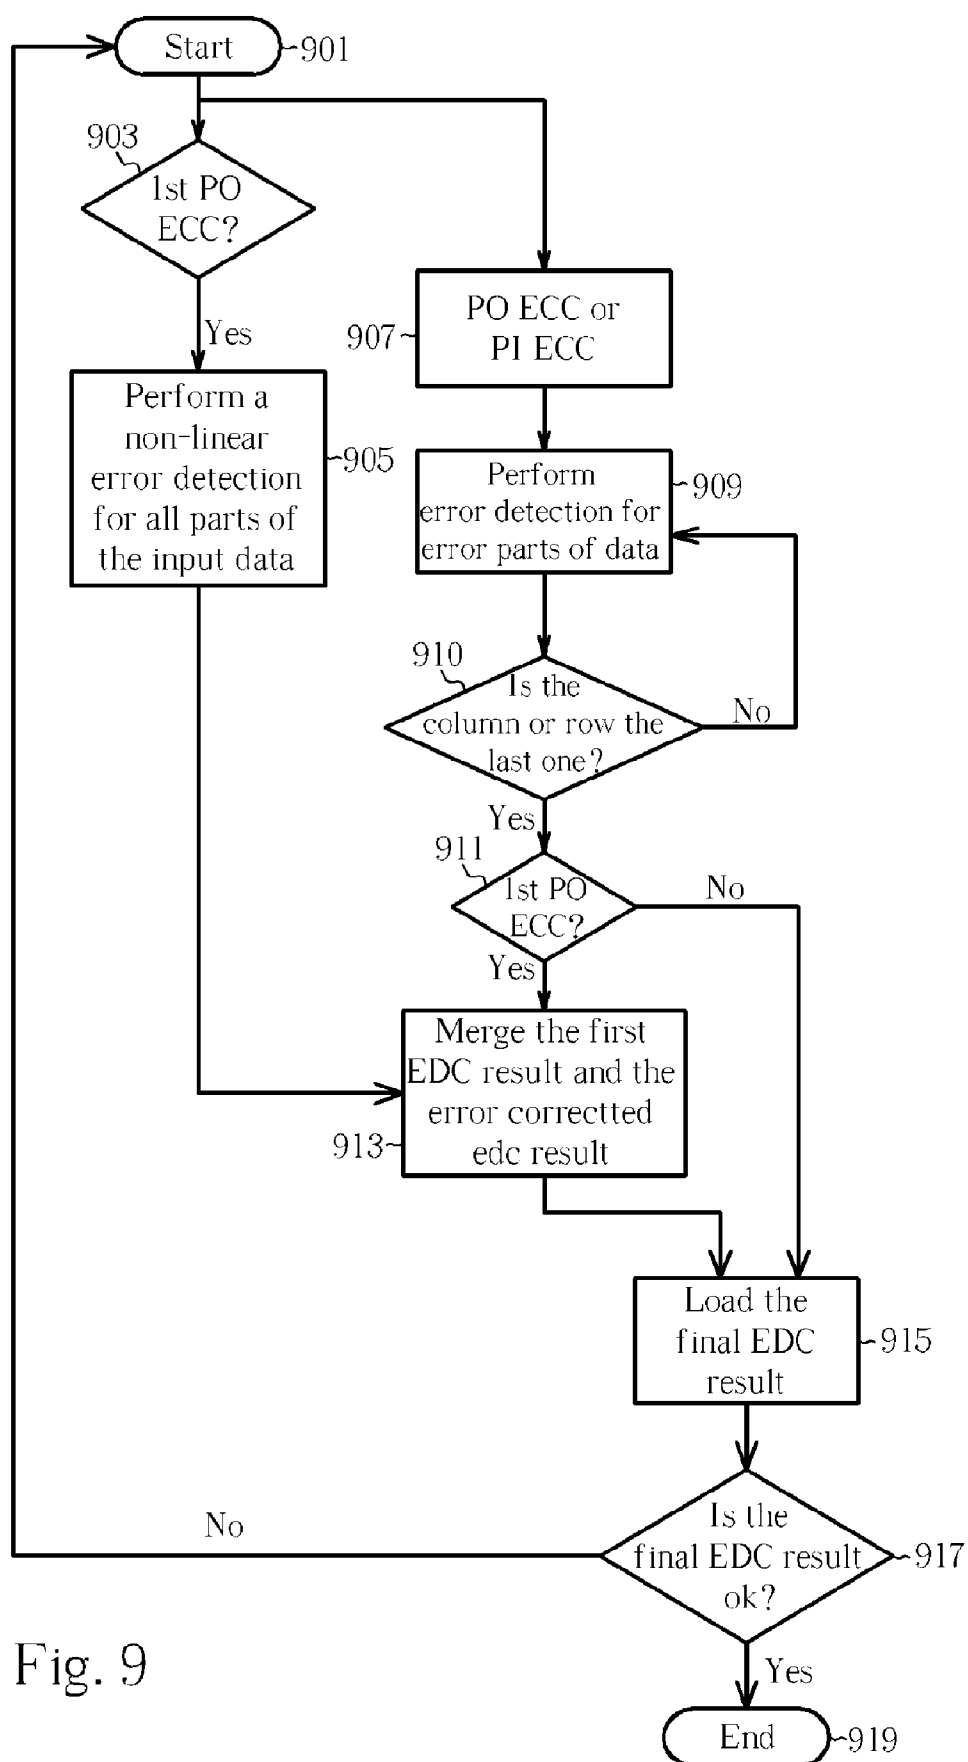 Start
901
903
1st PO
ECC?
Yes
907
PO ECC or
PI ECC
Perform a
non-linear
error detection
for all parts of
the input data
905
Perform
error detection for
error parts of data
909
910
Is the
column or row the
last one?
No
Yes
911
1st PO
ECC?
No
Yes
Merge the first
EDC result and the
error correctted
edc result
913
Load the
final EDC
result
915
No
Is the
final EDC result
ok?
917
Fig. 9
Yes
End
919